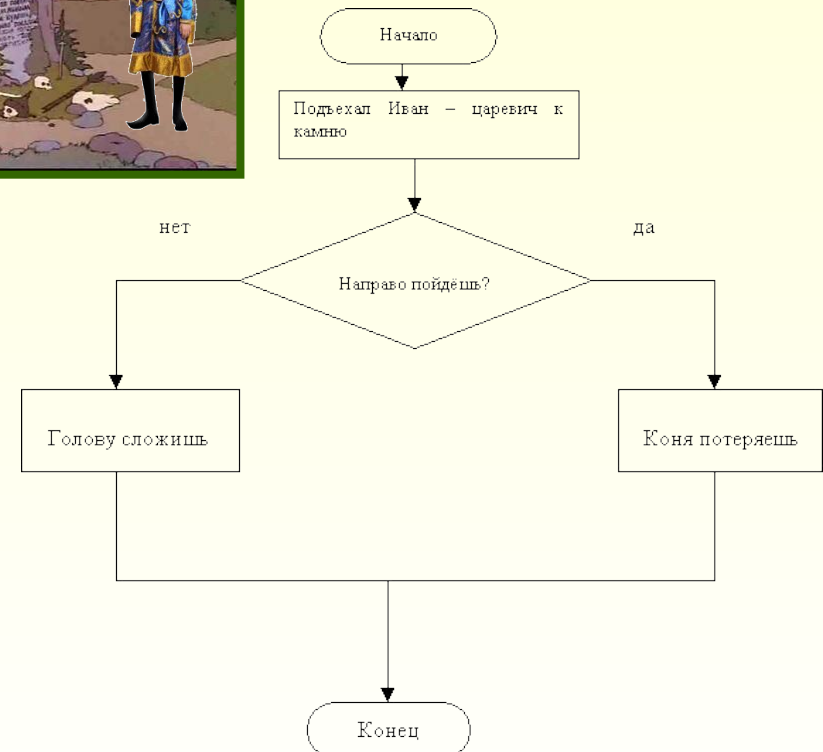 Начало
Подъехал Иван – царевич к
камню
нет
да
Направо пойдёшь?
Голову сложишь
Коня потеряешь
Конец